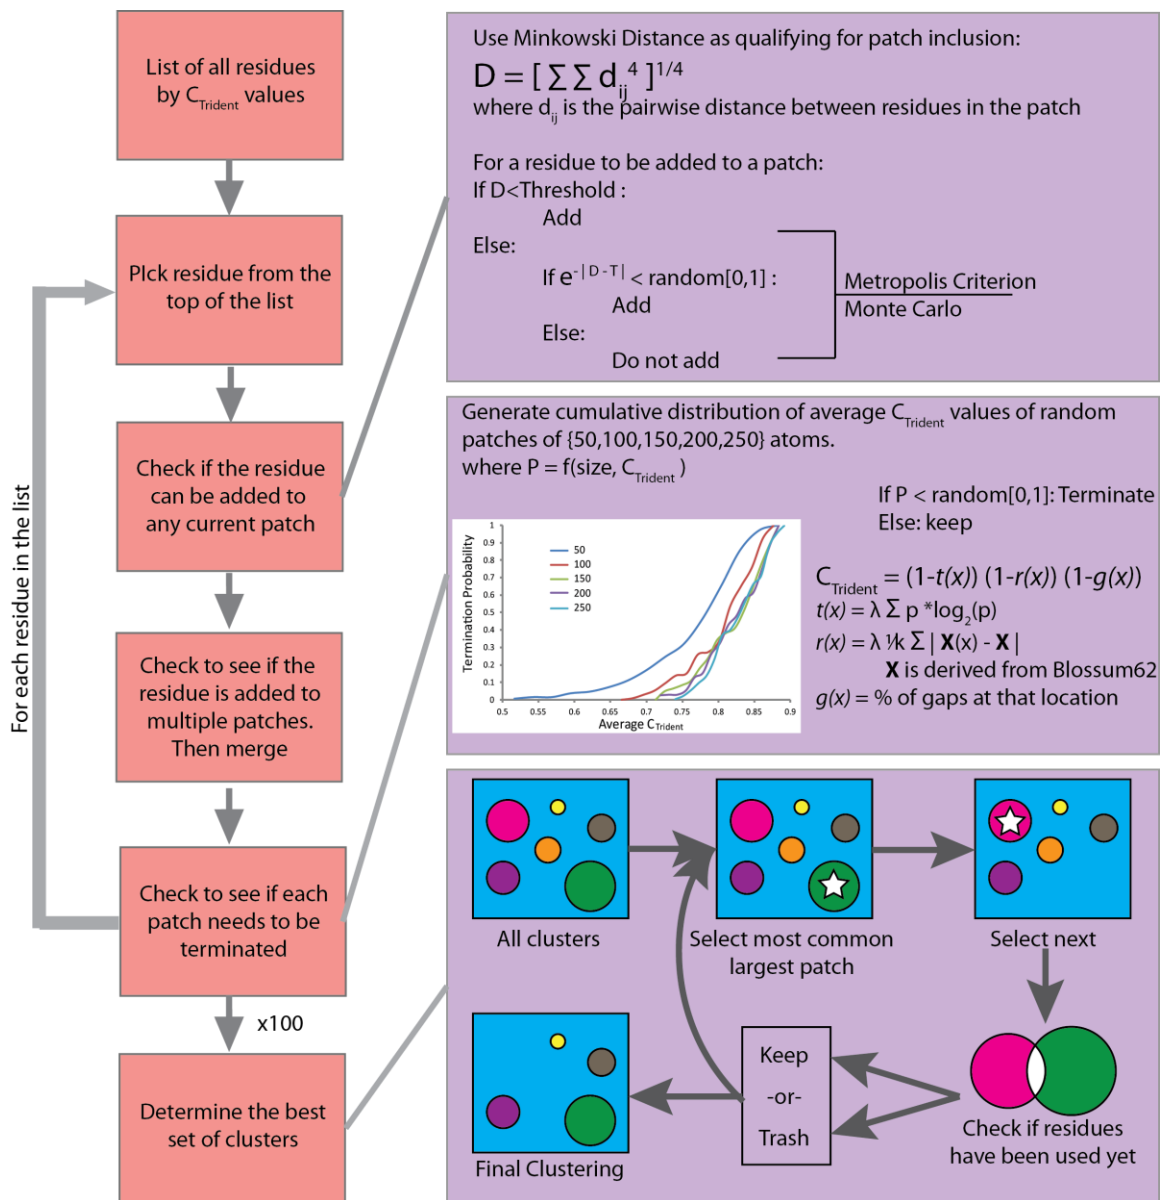 List of all residues
by C_Trident values
PIck residue from the
top of the list
Check if the residue
can be added to
any current patch
Check to see if the
residue is added to
multiple patches.
Then merge
Check to see if each
patch needs to be
terminated
x100
Determine the best
set of clusters
For each residue in the list
Use Minkowski Distance as qualifying for patch inclusion:
D = [ ∑ ∑ d_ij^4 ]^1/4
where d_ij is the pairwise distance between residues in the patch
For a residue to be added to a patch:
If D<Threshold :
Add
Else:
If e^-|D-T| < random[0,1] :
Add
Else:
Do not add
Metropolis Criterion
Monte Carlo
Generate cumulative distribution of average C_Trident values of random
patches of {50,100,150,200,250} atoms.
where P = f(size, C_Trident )
If P < random[0,1]: Terminate
Else: keep
Termination Probability
1
0.9
0.8
0.7
0.6
0.5
0.4
0.3
0.2
0.1
0
50
100
150
200
250
0.5 0.55 0.6 0.65 0.7 0.75 0.8 0.85 0.9
Average C_Trident
C_Trident = (1-t(x)) (1-r(x)) (1-g(x))
t(x) = λ ∑ p *log_2(p)
r(x) = λ ¹⁄k ∑ | X(x) - X |
X is derived from Blossum62
g(x) = % of gaps at that location
All clusters
Select most common
largest patch
Select next
Check if residues
have been used yet
Keep
-or-
Trash
Final Clustering